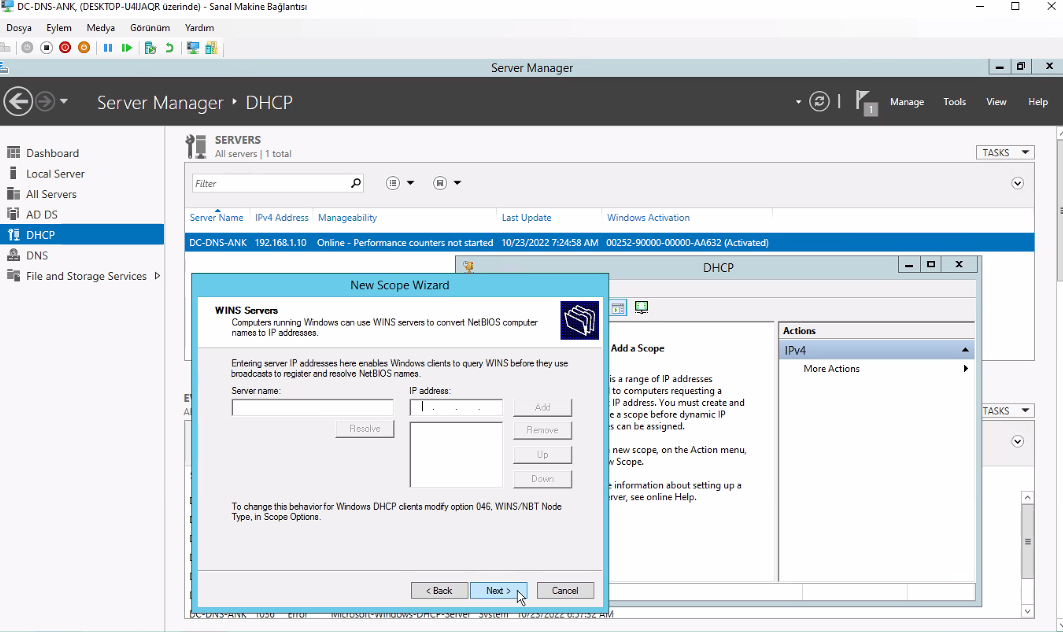 DC-DNS-ANK, (DESKTOP-U4IJAQR üzerinde) - Sanal Makine Bağlantısı
Dosya Eylem Medya Görünüm Yardım
Server Manager
Server Manager ‣ DHCP
1 Manage Tools View Help
Dashboard
Local Server
All Servers
AD DS
DHCP
DNS
File and Storage Services
SERVERS
All servers | 1 total
TASKS
Filter
Server Name IPv4 Address Manageability Last Update Windows Activation
DC-DNS-ANK 192.168.1.10 Online - Performance counters not started 10/23/2022 7:24:58 AM 00252-90000-00000-AA632 (Activated)
DHCP
Add a Scope
is a range of IP addresses
to computers requesting a
IP address. You must create and
e a scope before dynamic IP
s can be assigned.
new scope, on the Action menu,
w Scope.
e information about setting up a
erver, see online Help.
Actions
IPv4
More Actions
TASKS
New Scope Wizard
WINS Servers
Computers running Windows can use WINS servers to convert NetBIOS computer
names to IP addresses.
Entering server IP addresses here enables Windows clients to query WINS before they use
broadcasts to register and resolve NetBIOS names.
Server name: IP address:
Add
Resolve Remove
Up
Down
To change this behavior for Windows DHCP clients modify option 046, WINS/NBT Node
Type, in Scope Options.
< Back Next > Cancel
DC-DNS-ANK 1036 Error Microsoft-Windows-DHCP-Server System 10/23/2022 6:57:32 AM